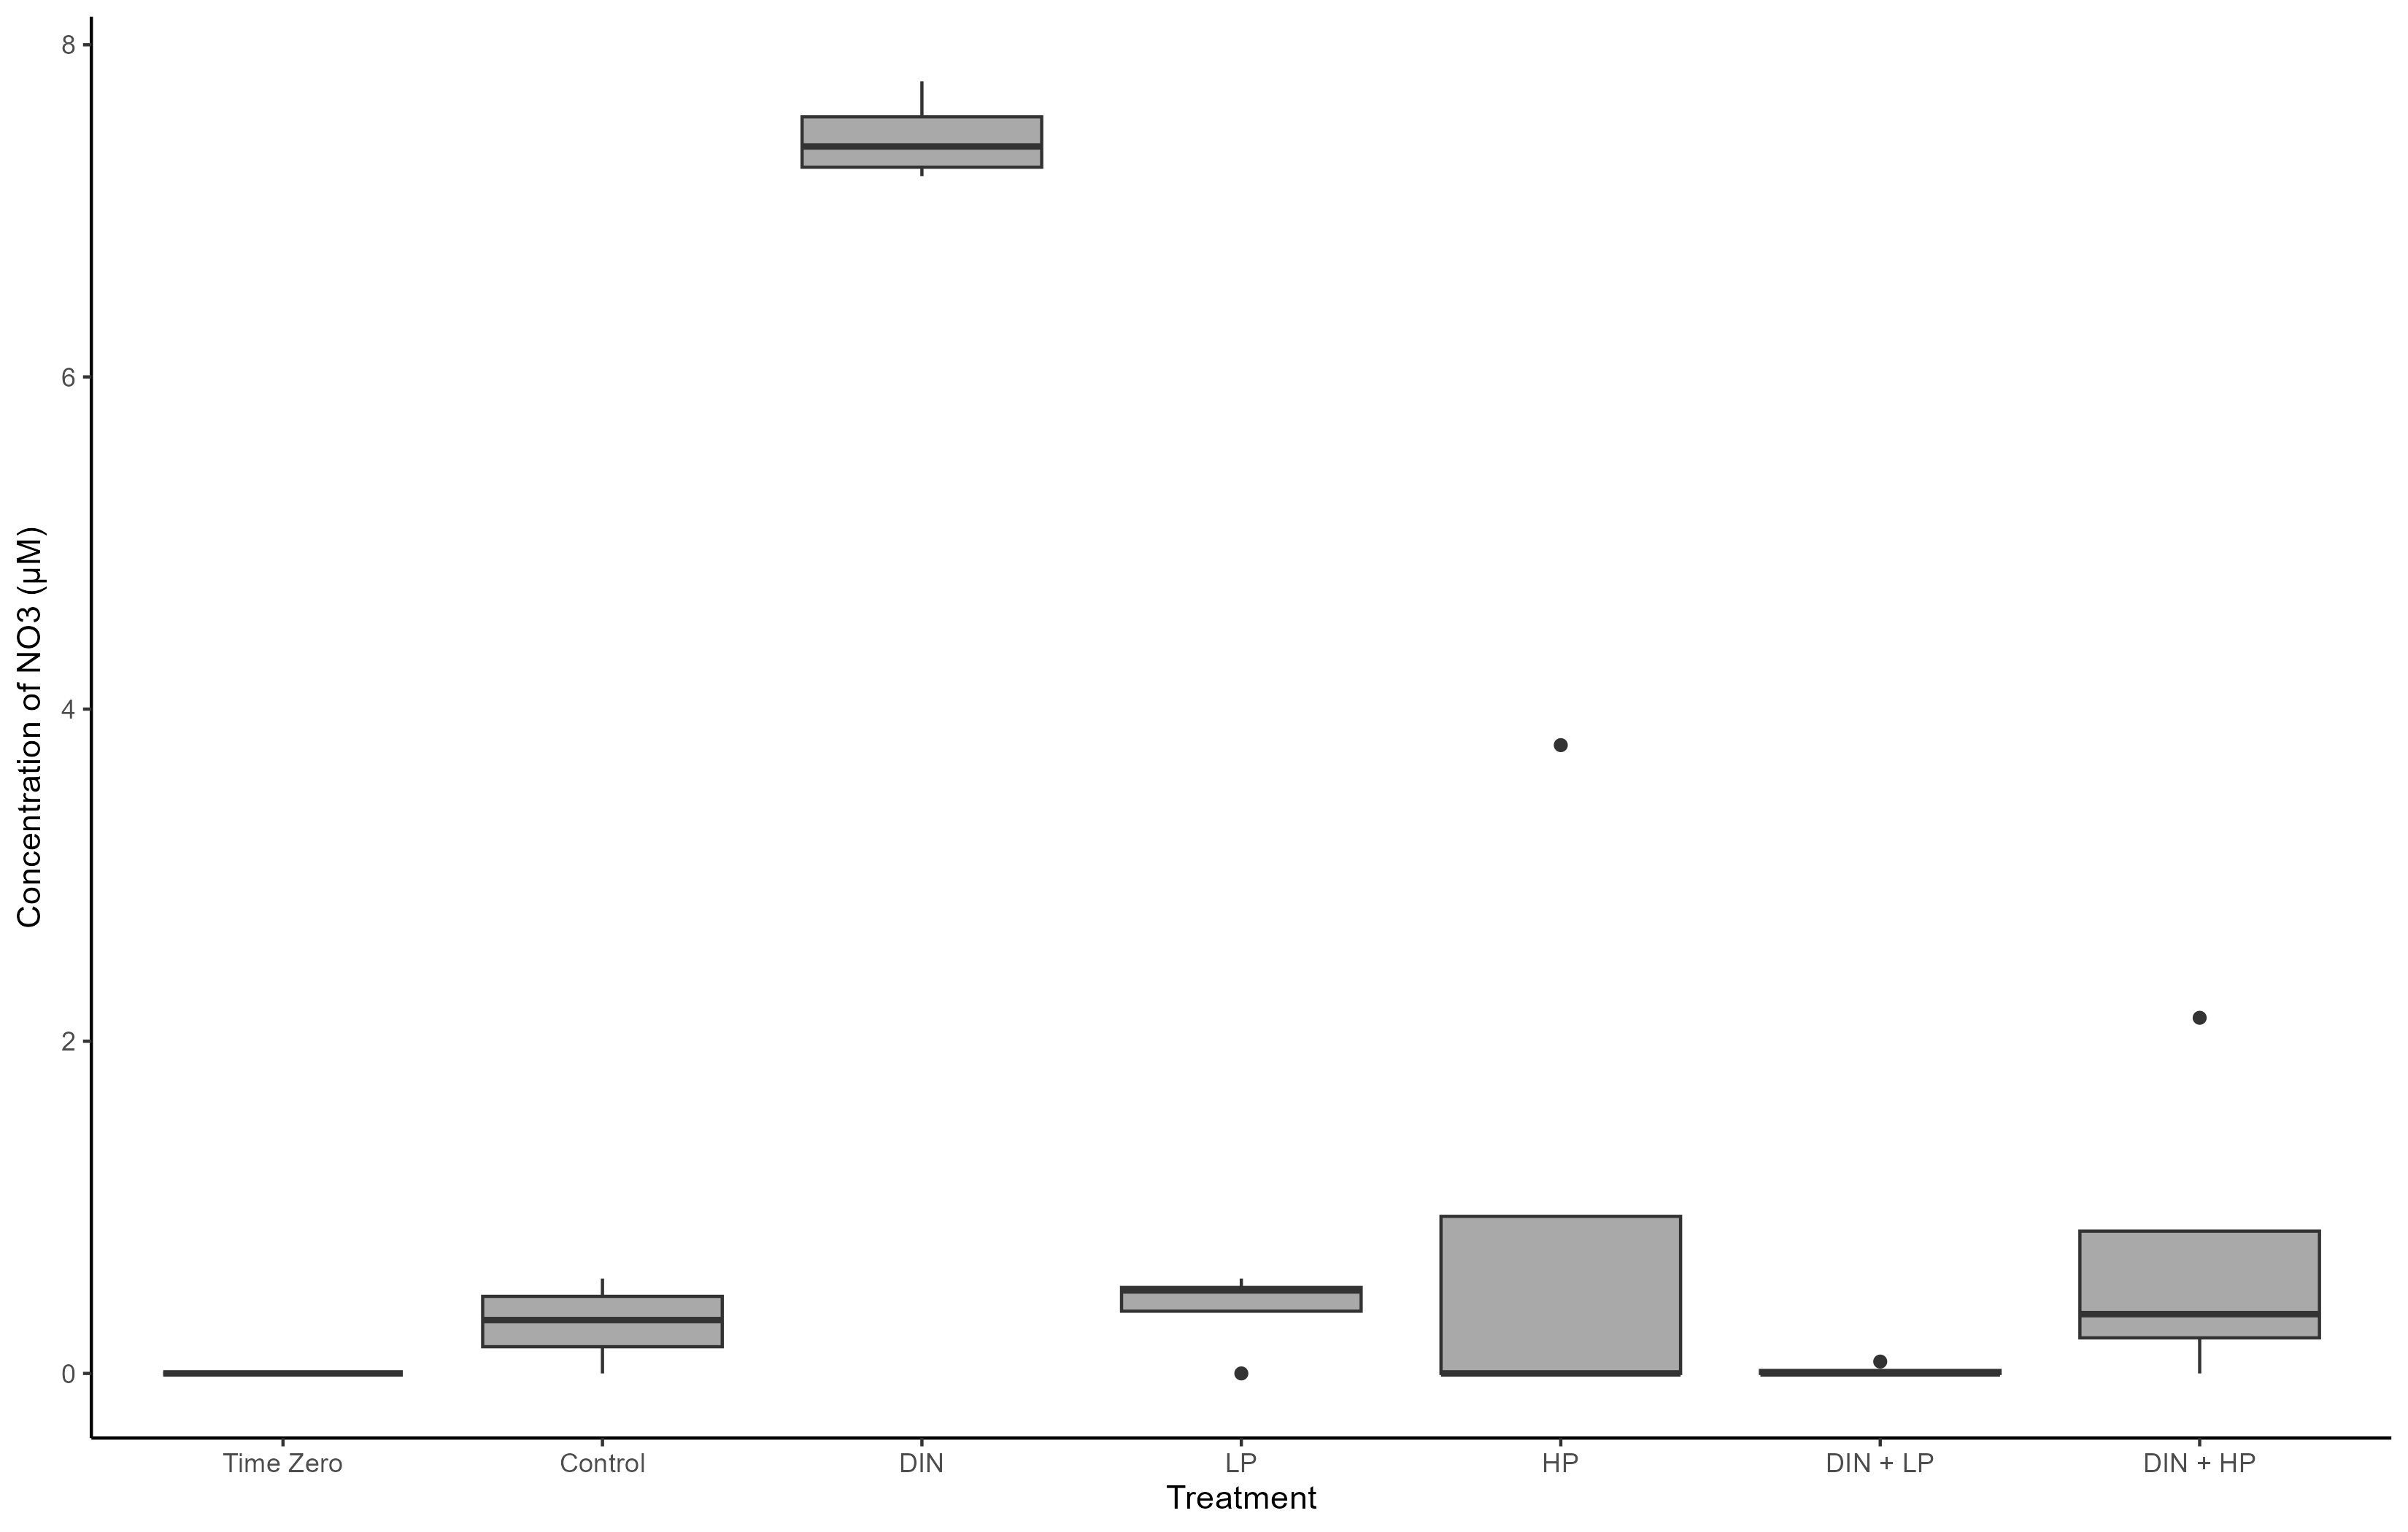 8
6
4
2
0
Concentration of NO3 (µM)
Time Zero
Control
DIN
LP
HP
DIN + LP
DIN + HP
Treatment